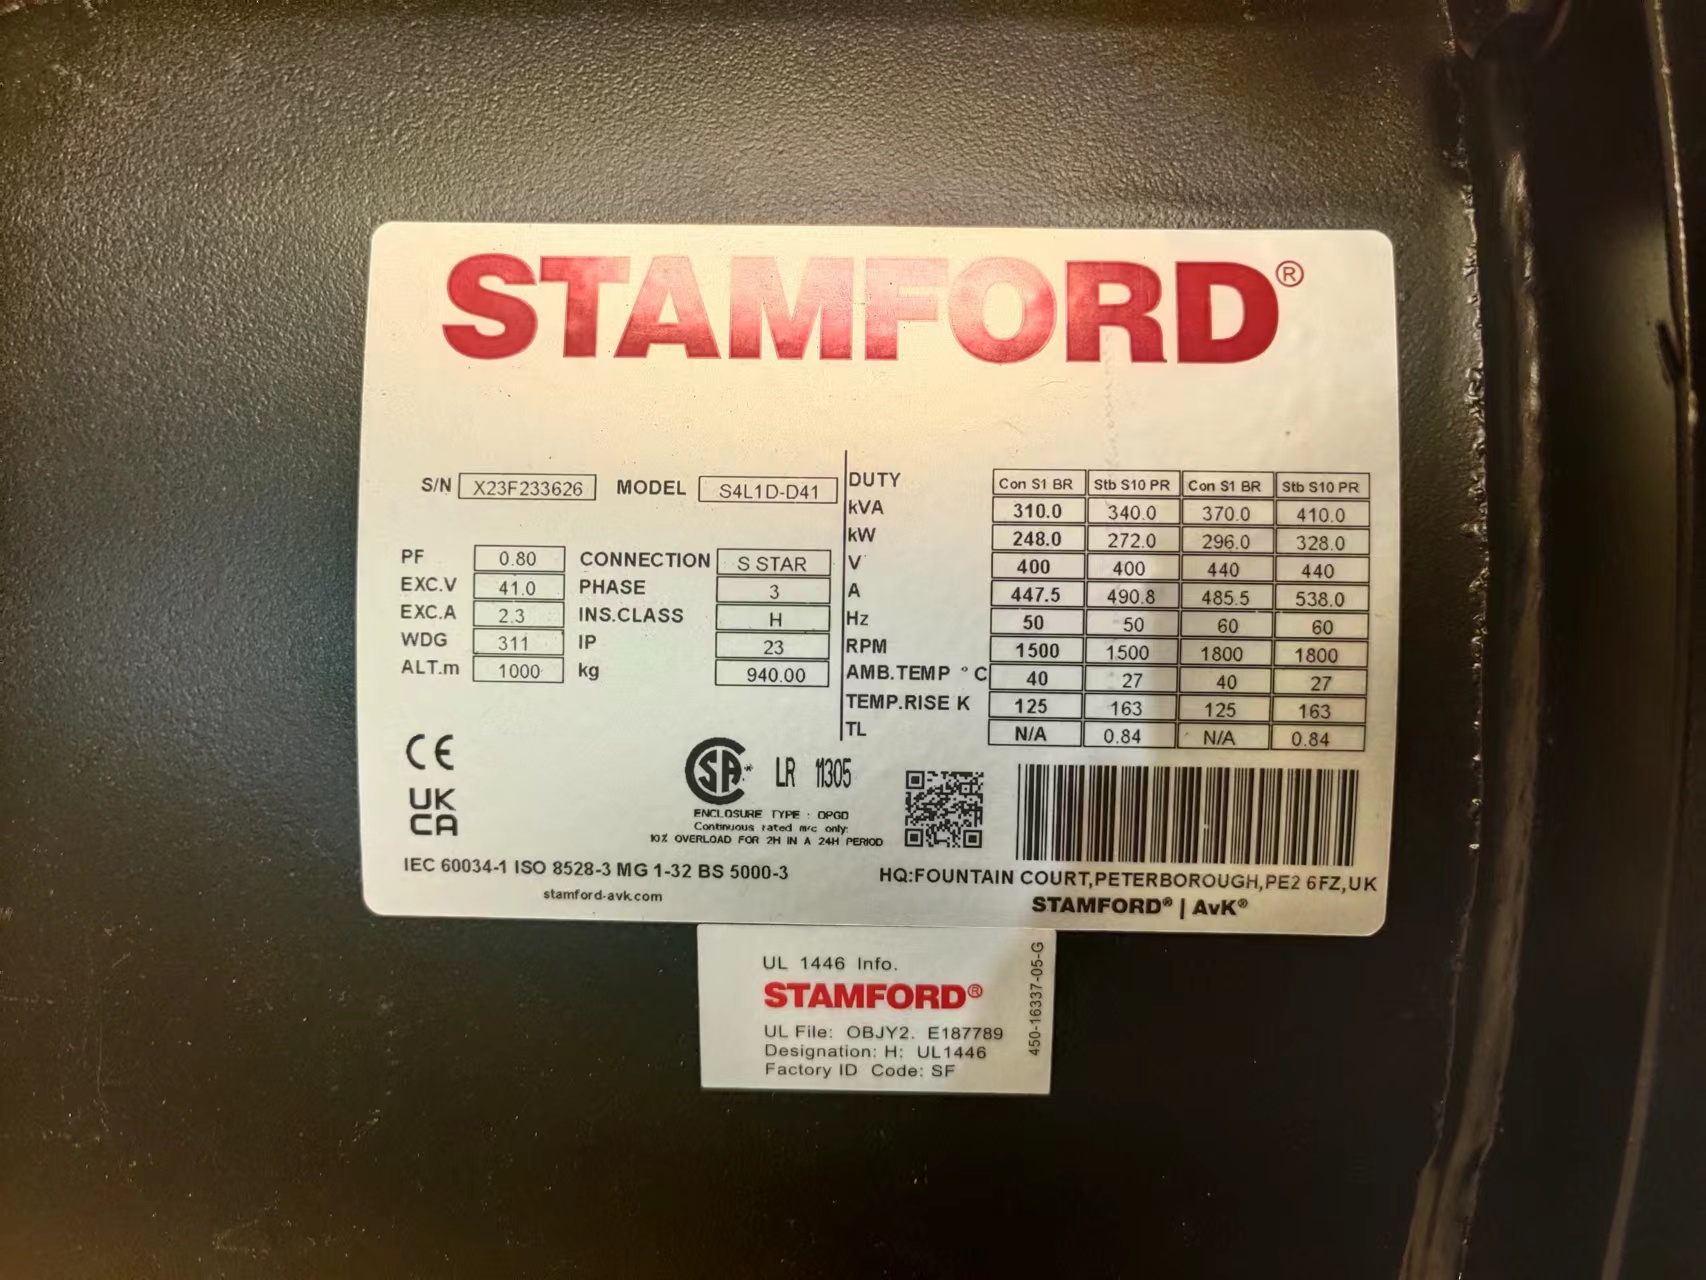 STAMFORD®
S/N X23F233626 MODEL S4L1D-D41
PF 0.80 CONNECTION S STAR
EXC.V 41.0 PHASE 3
EXC.A 2.3 INS.CLASS H
WDG 311 IP 23
ALT.m 1000 kg 940.00
DUTY Con S1 BR Stb S10 PR Con S1 BR Stb S10 PR
kVA 310.0 340.0 370.0 410.0
kW 248.0 272.0 296.0 328.0
V 400 400 440 440
A 447.5 490.8 485.5 538.0
Hz 50 50 60 60
RPM 1500 1500 1800 1800
AMB.TEMP °C 40 27 40 27
TEMP.RISE K 125 163 125 163
TL N/A 0.84 N/A 0.84
CE
UK
CA
SA LR 11305
ENCLOSURE TYPE : OPGD
Continuous rated m/c only:
10% OVERLOAD FOR 2H IN A 24H PERIOD
IEC 60034-1 ISO 8528-3 MG 1-32 BS 5000-3
stamford-avk.com
HQ:FOUNTAIN COURT,PETERBOROUGH,PE2 6FZ,UK
STAMFORD® | AvK®
UL 1446 Info.
STAMFORD®
UL File: OBJY2. E187789
Designation: H: UL1446
Factory ID Code: SF
450-16337-05-G